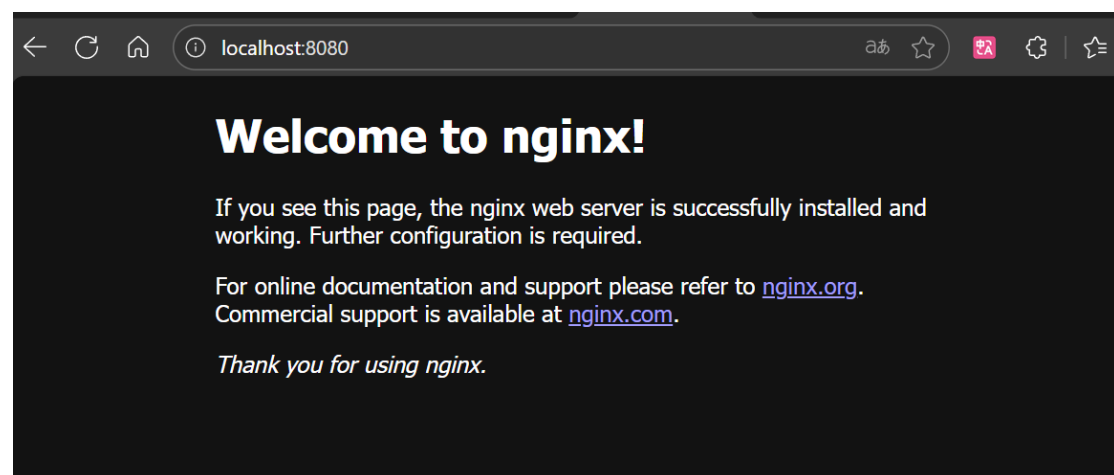 localhost:8080
aあ
Welcome to nginx!
If you see this page, the nginx web server is successfully installed and
working. Further configuration is required.
For online documentation and support please refer to nginx.org.
Commercial support is available at nginx.com.
Thank you for using nginx.